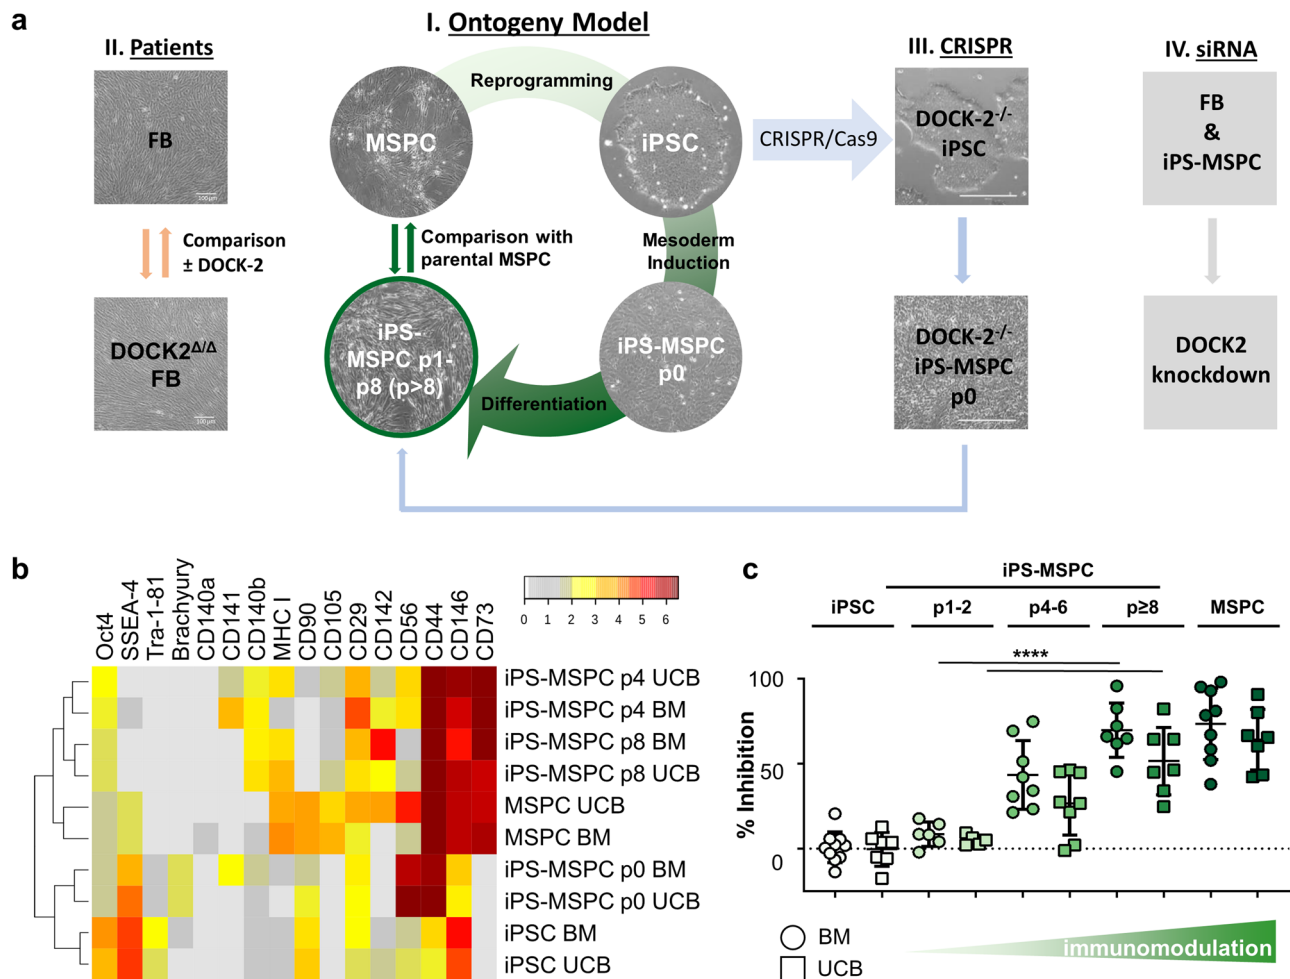 a
I. Ontogeny Model
II. Patients
III. CRISPR
IV. siRNA
FB
100 µm
MSPC
Reprogramming
iPSC
CRISPR/Cas9
DOCK-2-/-
iPSC
FB
&
iPS-MSPC
Comparison
± DOCK-2
Comparison with
parental MSPC
Mesoderm
Induction
DOCK2Δ/Δ
FB
100 µm
iPS-
MSPC p1-
p8 (p>8)
Differentiation
iPS-MSPC
p0
DOCK-2-/-
iPS-MSPC
p0
DOCK2
knockdown
b
Oct4
SSEA-4
Tra-1-81
Brachyury
CD140a
CD141
CD140b
MHC I
CD90
CD105
CD29
CD142
CD56
CD44
CD146
CD73
0 1 2 3 4 5 6
iPS-MSPC p4 UCB
iPS-MSPC p4 BM
iPS-MSPC p8 BM
iPS-MSPC p8 UCB
MSPC UCB
MSPC BM
iPS-MSPC p0 BM
iPS-MSPC p0 UCB
iPSC BM
iPSC UCB
c
iPS-MSPC
iPSC p1-2 p4-6 p≥8 MSPC
****
% Inhibition
100
50
0
BM
UCB
immunomodulation